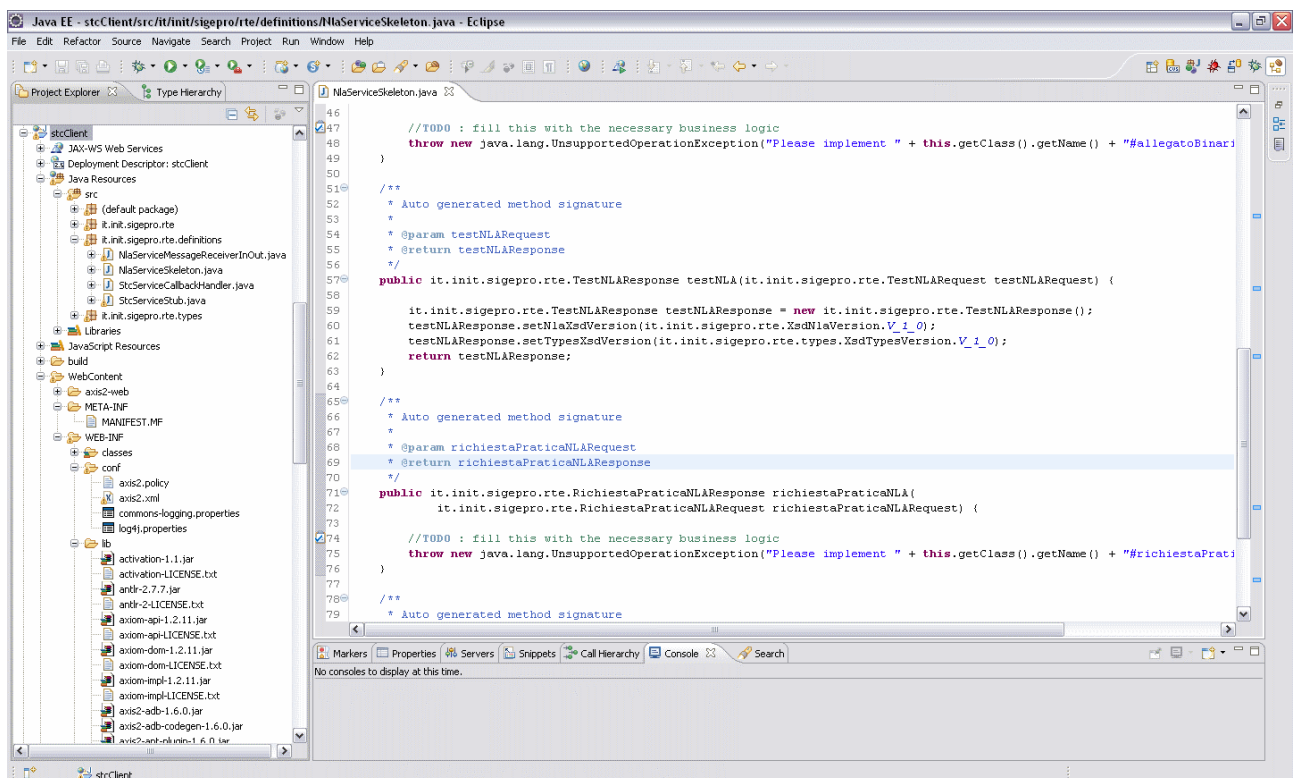 Java EE - stcClient/src/it/init/sigepro/rte/definitions/NlaServiceSkeleton.java - Eclipse
File Edit Refactor Source Navigate Search Project Run Window Help
Project Explorer Type Hierarchy
stcClient
JAX-WS Web Services
Deployment Descriptor: stcClient
Java Resources
src
(default package)
it.init.sigepro.rte
it.init.sigepro.rte.definitions
NlaServiceMessageReceiverInOut.java
NlaServiceSkeleton.java
StcServiceCallbackHandler.java
StcServiceStub.java
it.init.sigepro.rte.types
Libraries
JavaScript Resources
build
WebContent
axis2-web
META-INF
MANIFEST.MF
WEB-INF
classes
conf
axis2.policy
axis2.xml
commons-logging.properties
log4j.properties
lib
activation-1.1.jar
activation-LICENSE.txt
antlr-2.7.7.jar
antlr-2-LICENSE.txt
axiom-api-1.2.11.jar
axiom-api-LICENSE.txt
axiom-dom-1.2.11.jar
axiom-dom-LICENSE.txt
axiom-impl-1.2.11.jar
axiom-impl-LICENSE.txt
axis2-adb-1.6.0.jar
axis2-adb-codegen-1.6.0.jar
axis2-ant-plugin-1.6.0.jar
NlaServiceSkeleton.java
46
47 //TODO : fill this with the necessary business logic
48 throw new java.lang.UnsupportedOperationException("Please implement " + this.getClass().getName() + "#allegatoBinari
49 }
50
51 /**
52 * Auto generated method signature
53 *
54 * @param testNLARequest
55 * @return testNLAResponse
56 */
57 public it.init.sigepro.rte.TestNLAResponse testNLA(it.init.sigepro.rte.TestNLARequest testNLARequest) {
58
59 it.init.sigepro.rte.TestNLAResponse testNLAResponse = new it.init.sigepro.rte.TestNLAResponse();
60 testNLAResponse.setNlaXsdVersion(it.init.sigepro.rte.XsdNlaVersion.V_1_0);
61 testNLAResponse.setTypesXsdVersion(it.init.sigepro.rte.types.XsdTypesVersion.V_1_0);
62 return testNLAResponse;
63 }
64
65 /**
66 * Auto generated method signature
67 *
68 * @param richiestaPraticaNLARequest
69 * @return richiestaPraticaNLAResponse
70 */
71 public it.init.sigepro.rte.RichiestaPraticaNLAResponse richiestaPraticaNLA(
72 it.init.sigepro.rte.RichiestaPraticaNLARequest richiestaPraticaNLARequest) {
73
74 //TODO : fill this with the necessary business logic
75 throw new java.lang.UnsupportedOperationException("Please implement " + this.getClass().getName() + "#richiestaPrati
76 }
77
78 /**
79 * Auto generated method signature
Markers Properties Servers Snippets Call Hierarchy Console Search
No consoles to display at this time.
stcClient